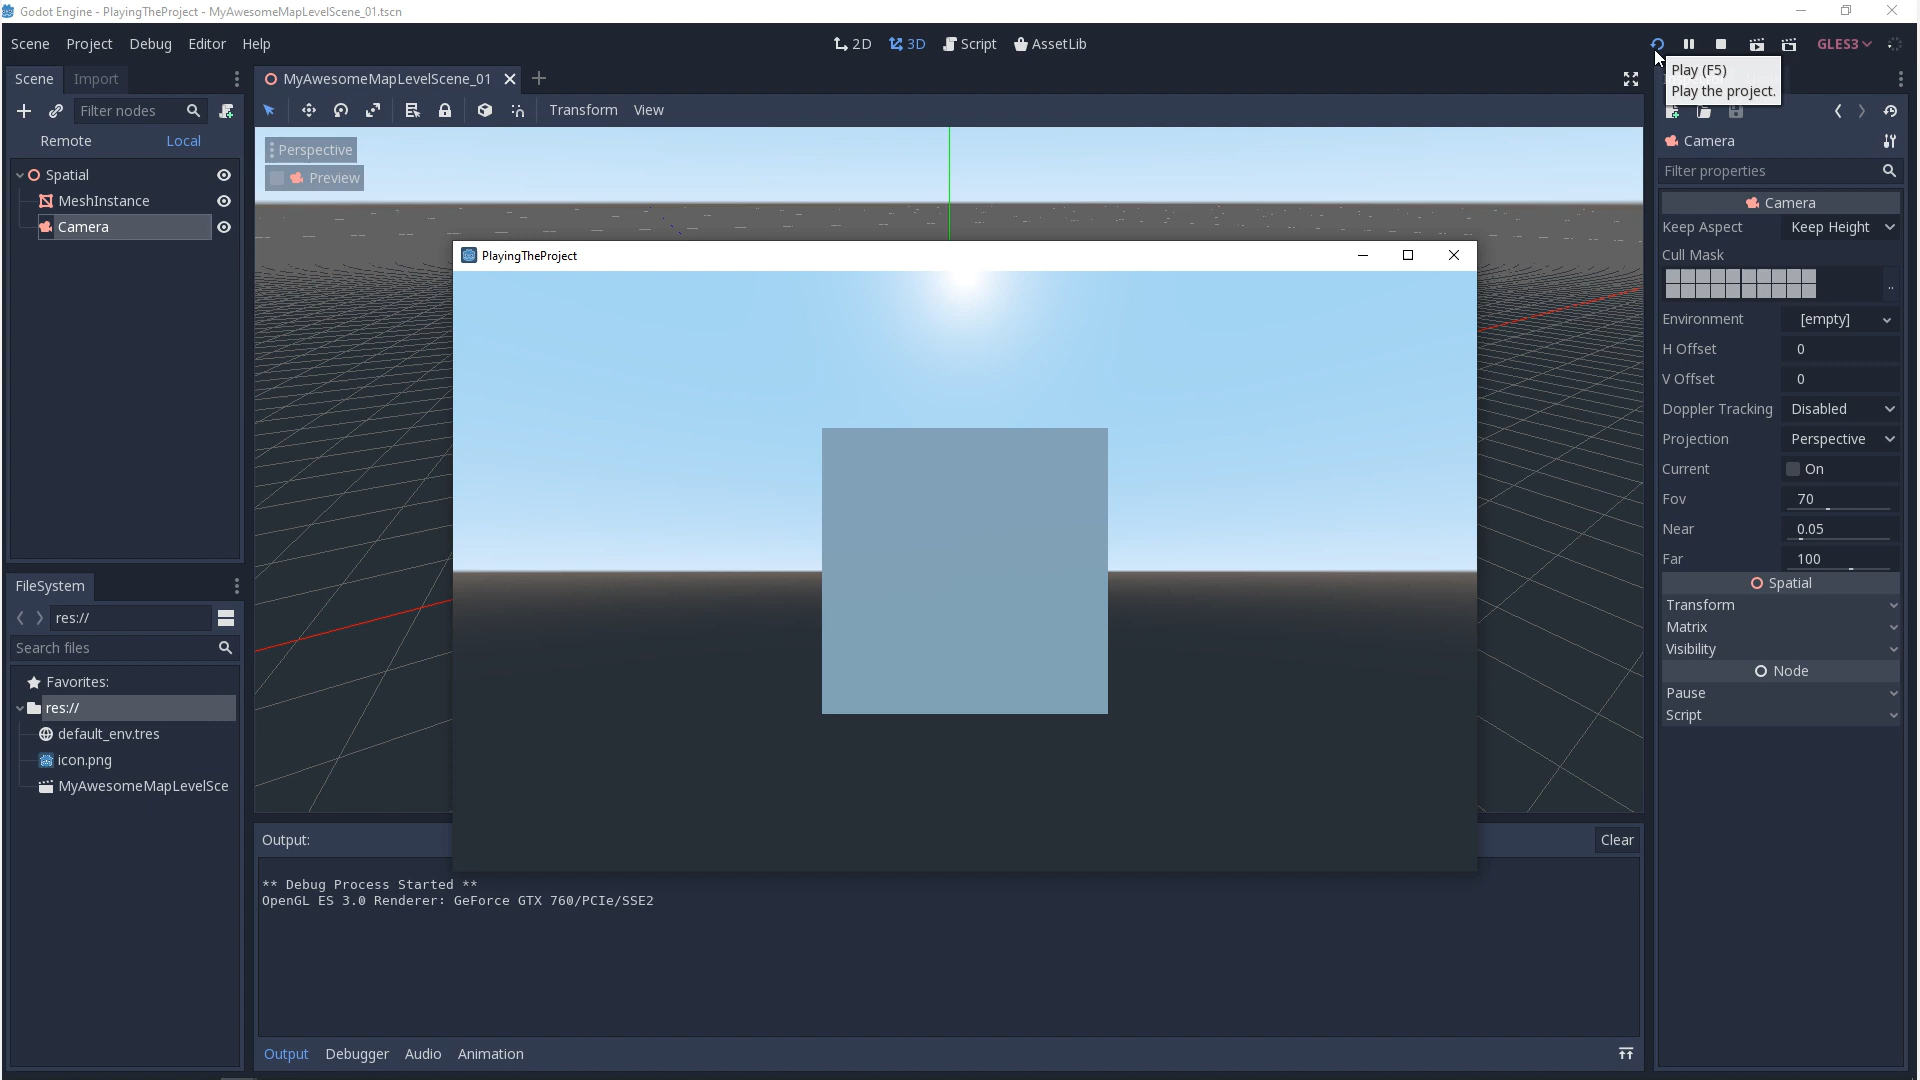 Godot Engine - PlayingTheProject - MyAwesomeMapLevelScene_01.tscn
Scene Project Debug Editor Help
2D 3D Script AssetLib
GLES3
Play (F5)
Play the project.
Scene Import
MyAwesomeMapLevelScene_01
Filter nodes
Transform View
Remote Local
Spatial
MeshInstance
Camera
Perspective
Preview
PlayingTheProject
Camera
Filter properties
Camera
Keep Aspect Keep Height
Cull Mask
..
Environment [empty]
H Offset 0
V Offset 0
Doppler Tracking Disabled
Projection Perspective
Current On
Fov 70
Near 0.05
Far 100
Spatial
Transform
Matrix
Visibility
Node
Pause
Script
FileSystem
res://
Search files
Favorites:
res://
default_env.tres
icon.png
MyAwesomeMapLevelSce
Output:
Clear
** Debug Process Started **
OpenGL ES 3.0 Renderer: GeForce GTX 760/PCIe/SSE2
Output Debugger Audio Animation